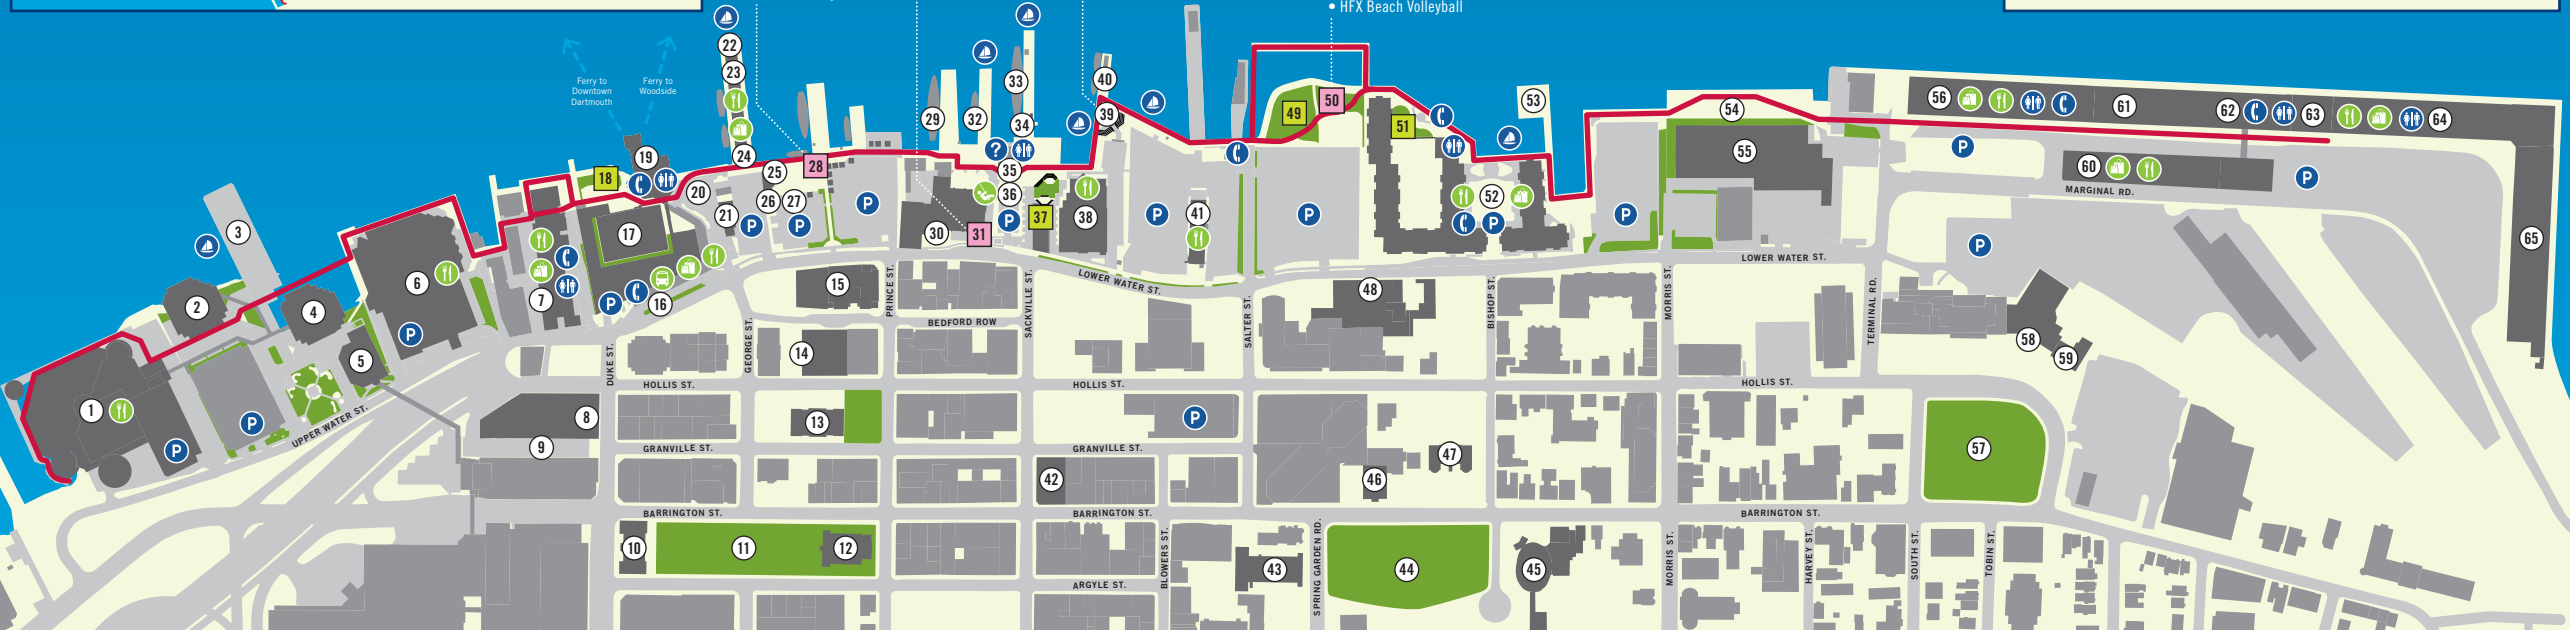 • HFX Beach Volleyball
Ferry to
Downtown
Dartmouth
Ferry to
Woodside
22
23
24
33
40
29
32
34
39
53
49
50
51
54
55
56
61
62
63
64
60
MARGINAL RD.
65
19
18
20
21
25
28
26
27
P
P
P
?
35
36
P
37
38
30
31
P
41
P
52
P
P
P
P
P
3
17
6
2
4
7
P
16
P
5
1
P
P
UPPER WATER ST.
15
14
13
8
9
10
11
12
LOWER WATER ST.
LOWER WATER ST.
BEDFORD ROW
DUKE ST.
GEORGE ST.
PRINCE ST.
SACKVILLE ST.
SALTER ST.
BISHOP ST.
MORRIS ST.
TERMINAL RD.
48
58
59
HOLLIS ST.
HOLLIS ST.
HOLLIS ST.
P
GRANVILLE ST.
GRANVILLE ST.
42
46
47
57
BARRINGTON ST.
BARRINGTON ST.
BARRINGTON ST.
BLOWERS ST.
43
SPRING GARDEN RD.
44
45
MORRIS ST.
HARVEY ST.
SOUTH ST.
TOBIN ST.
ARGYLE ST.